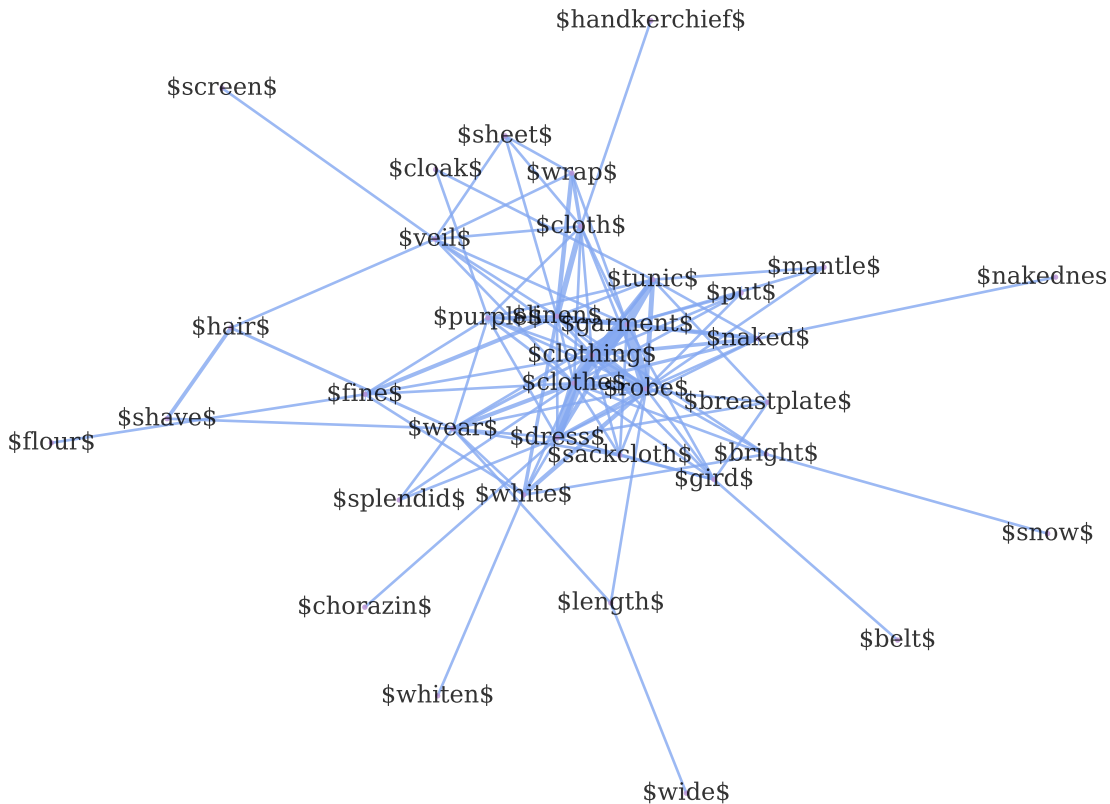 $handkerchief$
$screen$
$sheet$
$cloak$
$wrap$
$cloth$
$veil$
$mantle$
$tunic$
$nakednes
$put$
$purple$
$linen$
$garment$
$hair$
$naked$
$clothing$
$clothe$
$robe$
$fine$
$breastplate$
$shave$
$flour$
$wear$
$dress$
$sackcloth$
$bright$
$gird$
$splendid$
$white$
$snow$
$chorazin$
$length$
$belt$
$whiten$
$wide$